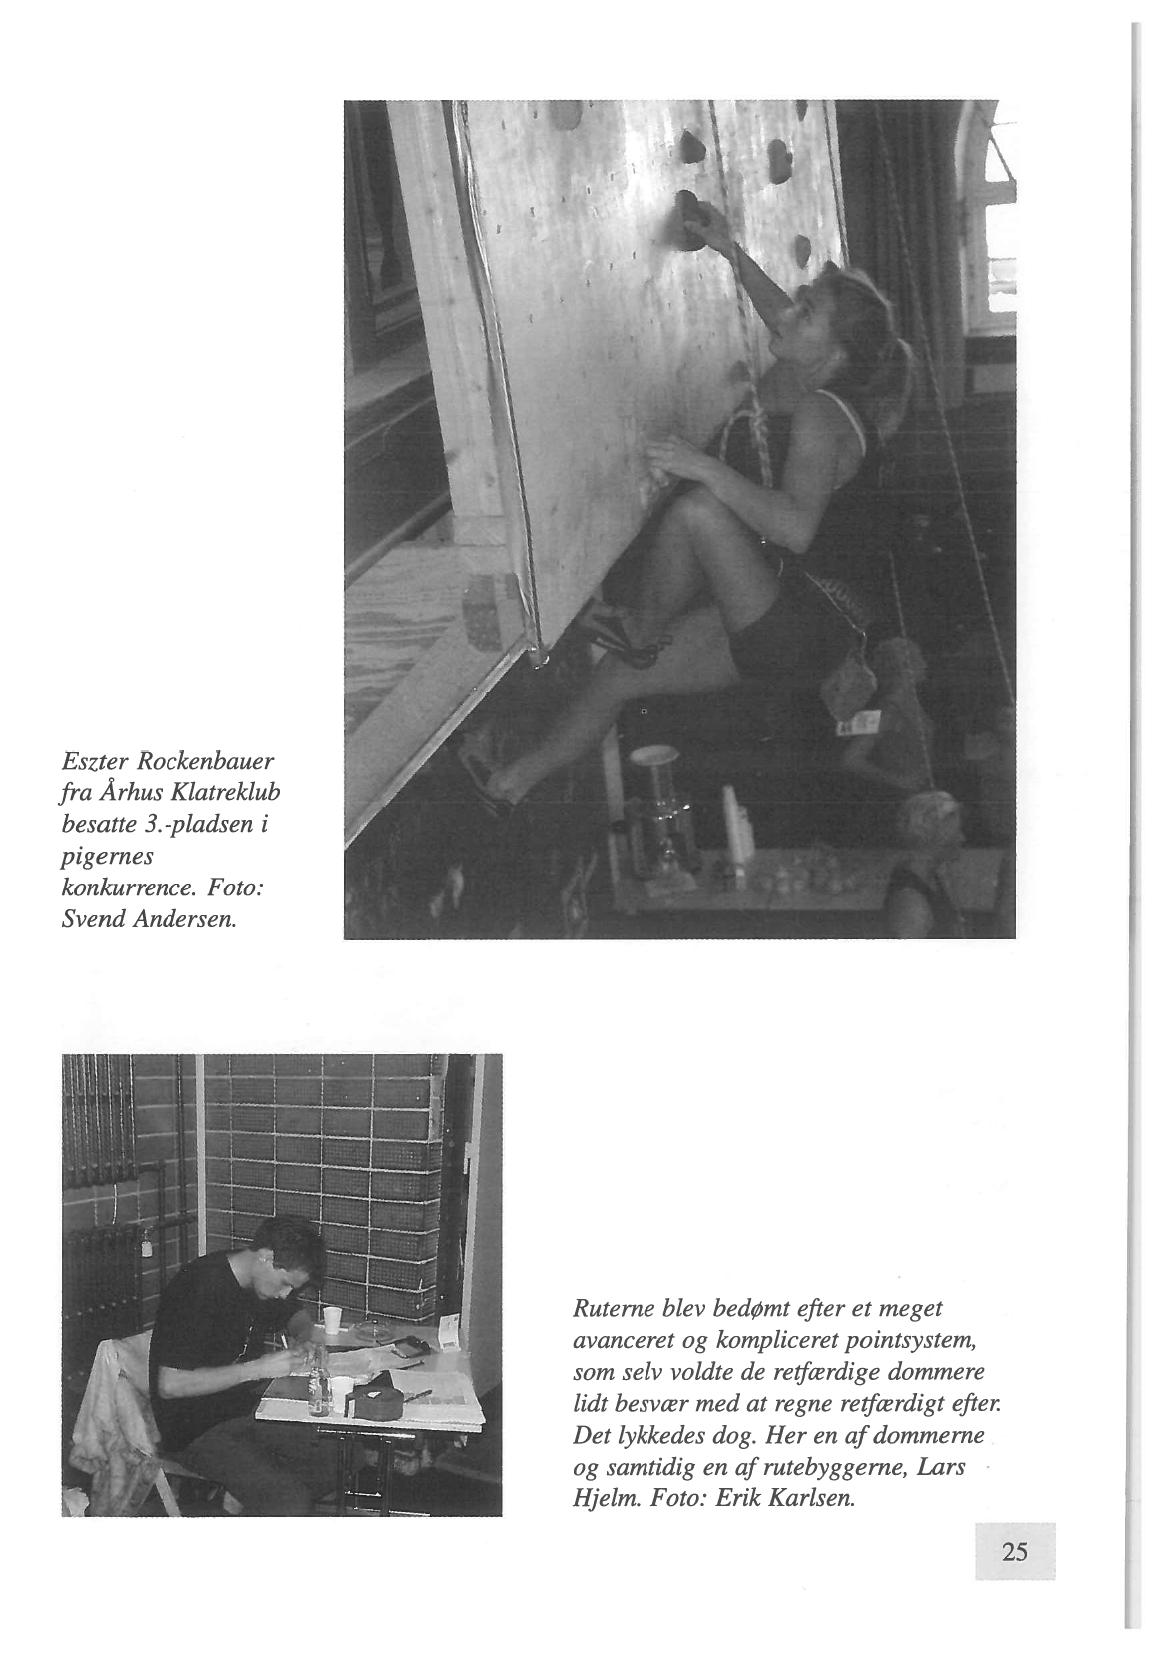 Eszter Rockenbauer
fra Århus Klatreklub
besatte 3.-pladsen i
pigernes
konkurrence. Foto:
Svend Andersen.
Ruterne blev bedømt efter et meget
avanceret og kompliceret pointsystem,
som selv voldte de retfærdige dommere
lidt besvær med at regne retfærdigt efter.
Det lykkedes dog. Her en af dommerne
og samtidig en af rutebyggerne, Lars
Hjelm. Foto: Erik Karlsen.
25